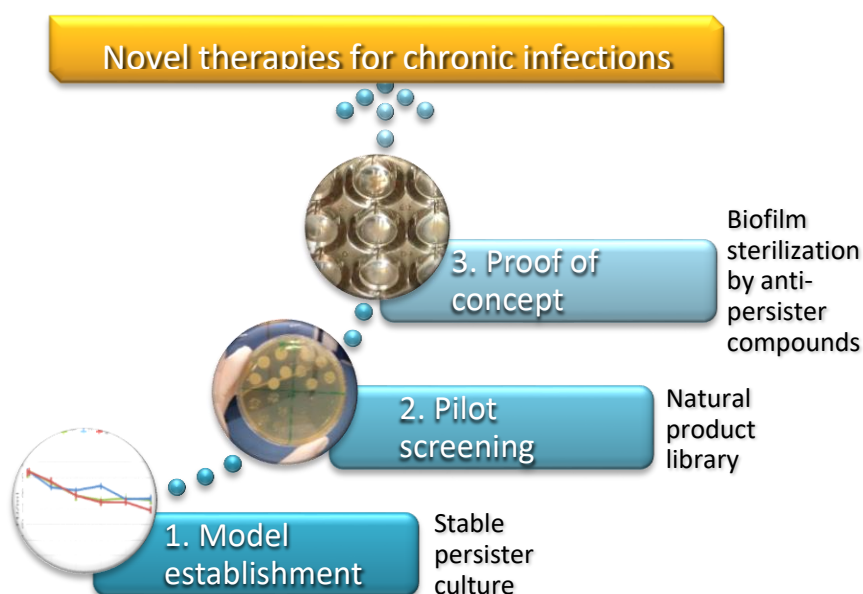 Novel therapies for chronic infections
3. Proof of
concept
Biofilm
sterilization
by anti-
persister
compounds
2. Pilot
screening
Natural
product
library
1. Model
establishment
Stable
persister
culture